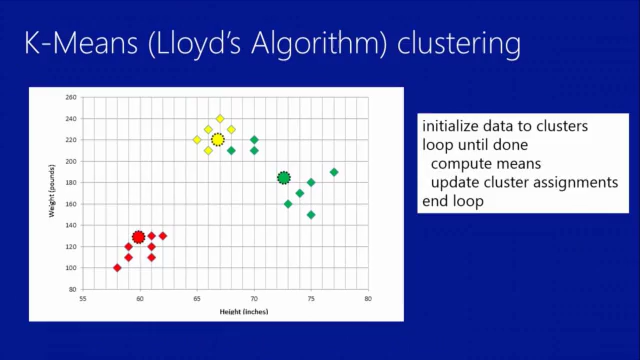 K-Means (Lloyd's Algorithm) clustering
260
240
220
200
180
160
140
120
100
80
Weight (pounds)
55 60 65 70 75 80
Height (inches)
initialize data to clusters
loop until done
compute means
update cluster assignments
end loop